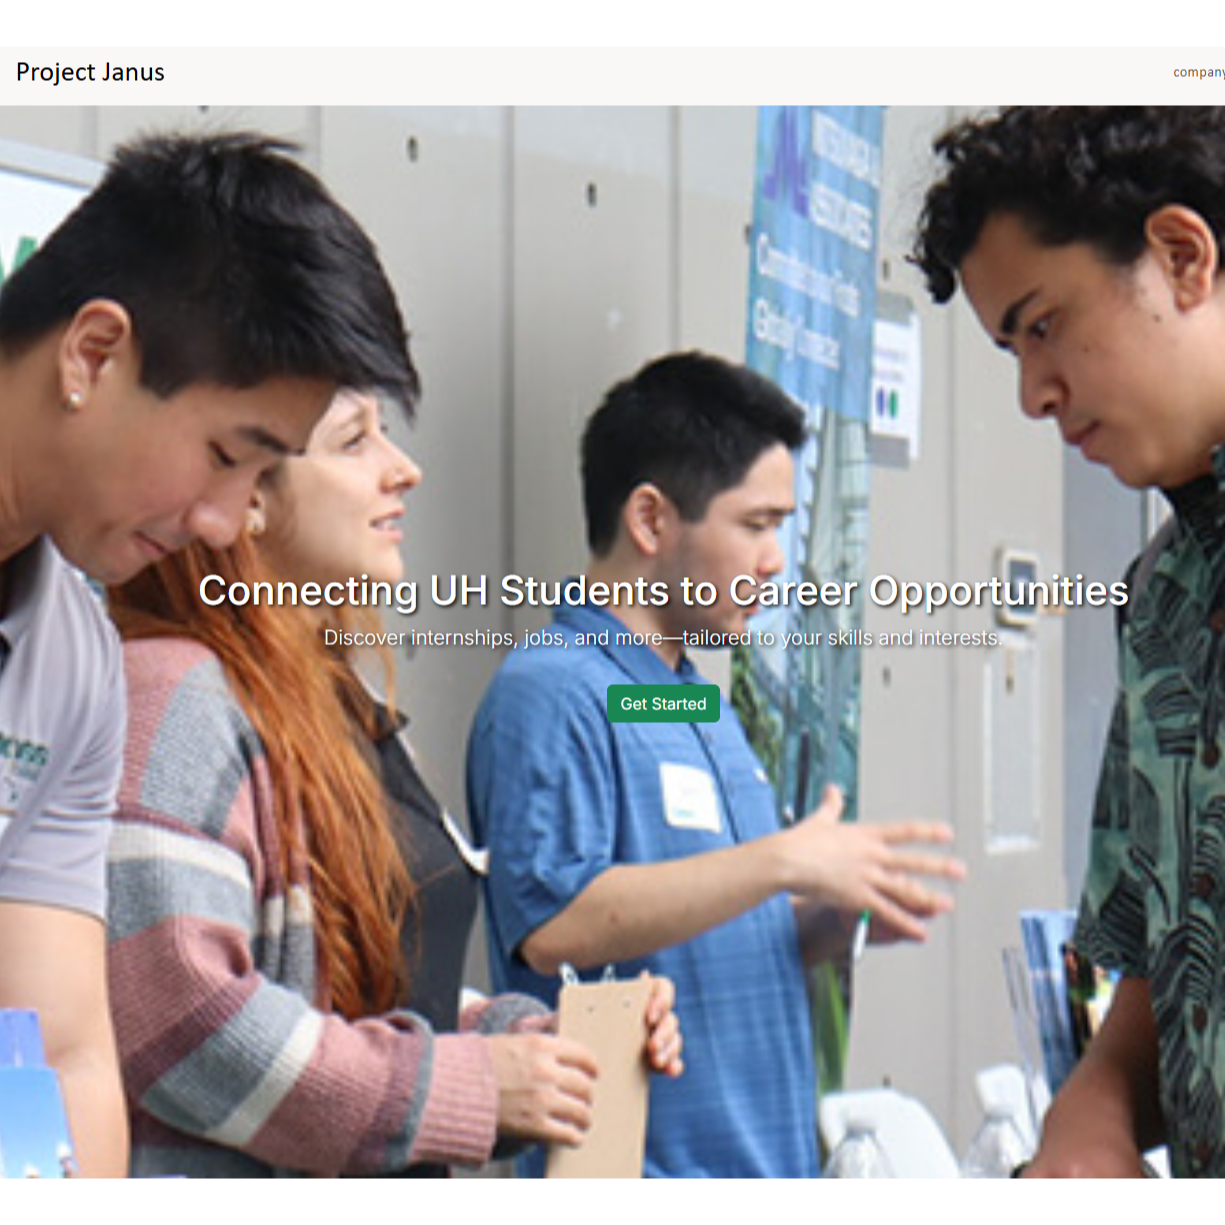 Project Janus
company
Connecting UH Students to Career Opportunities
Discover internships, jobs, and more—tailored to your skills and interests.
Get Started